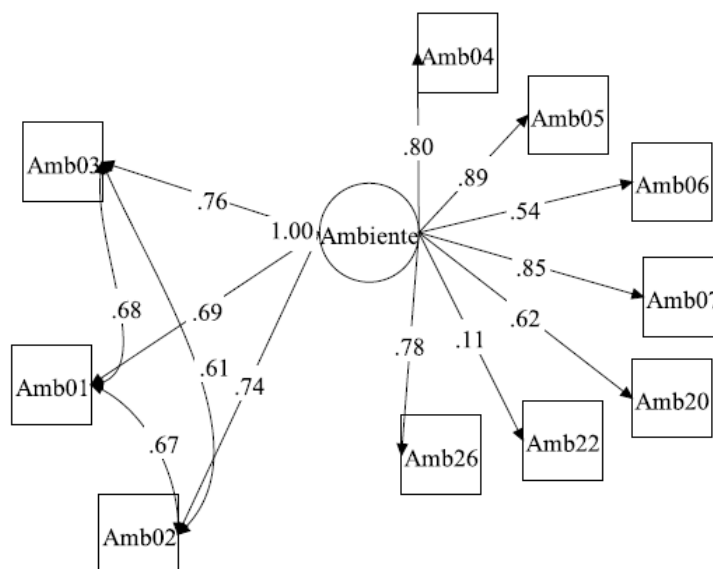 Amb04
Amb05
.80
Amb03
.89
Amb06
.76
.54
1.00
Ambiente
.85
Amb07
.68
.69
.62
.78
.11
.61
Amb01
.74
Amb20
Amb22
.67
Amb26
Amb02